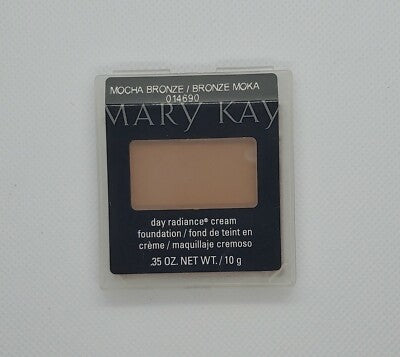 MOCHA BRONZE / BRONZE MOKA
014690
MARY KAY
day radiance® cream
foundation / fond de teint en
crème / maquillaje cremoso
.35 OZ. NET WT. / 10 g